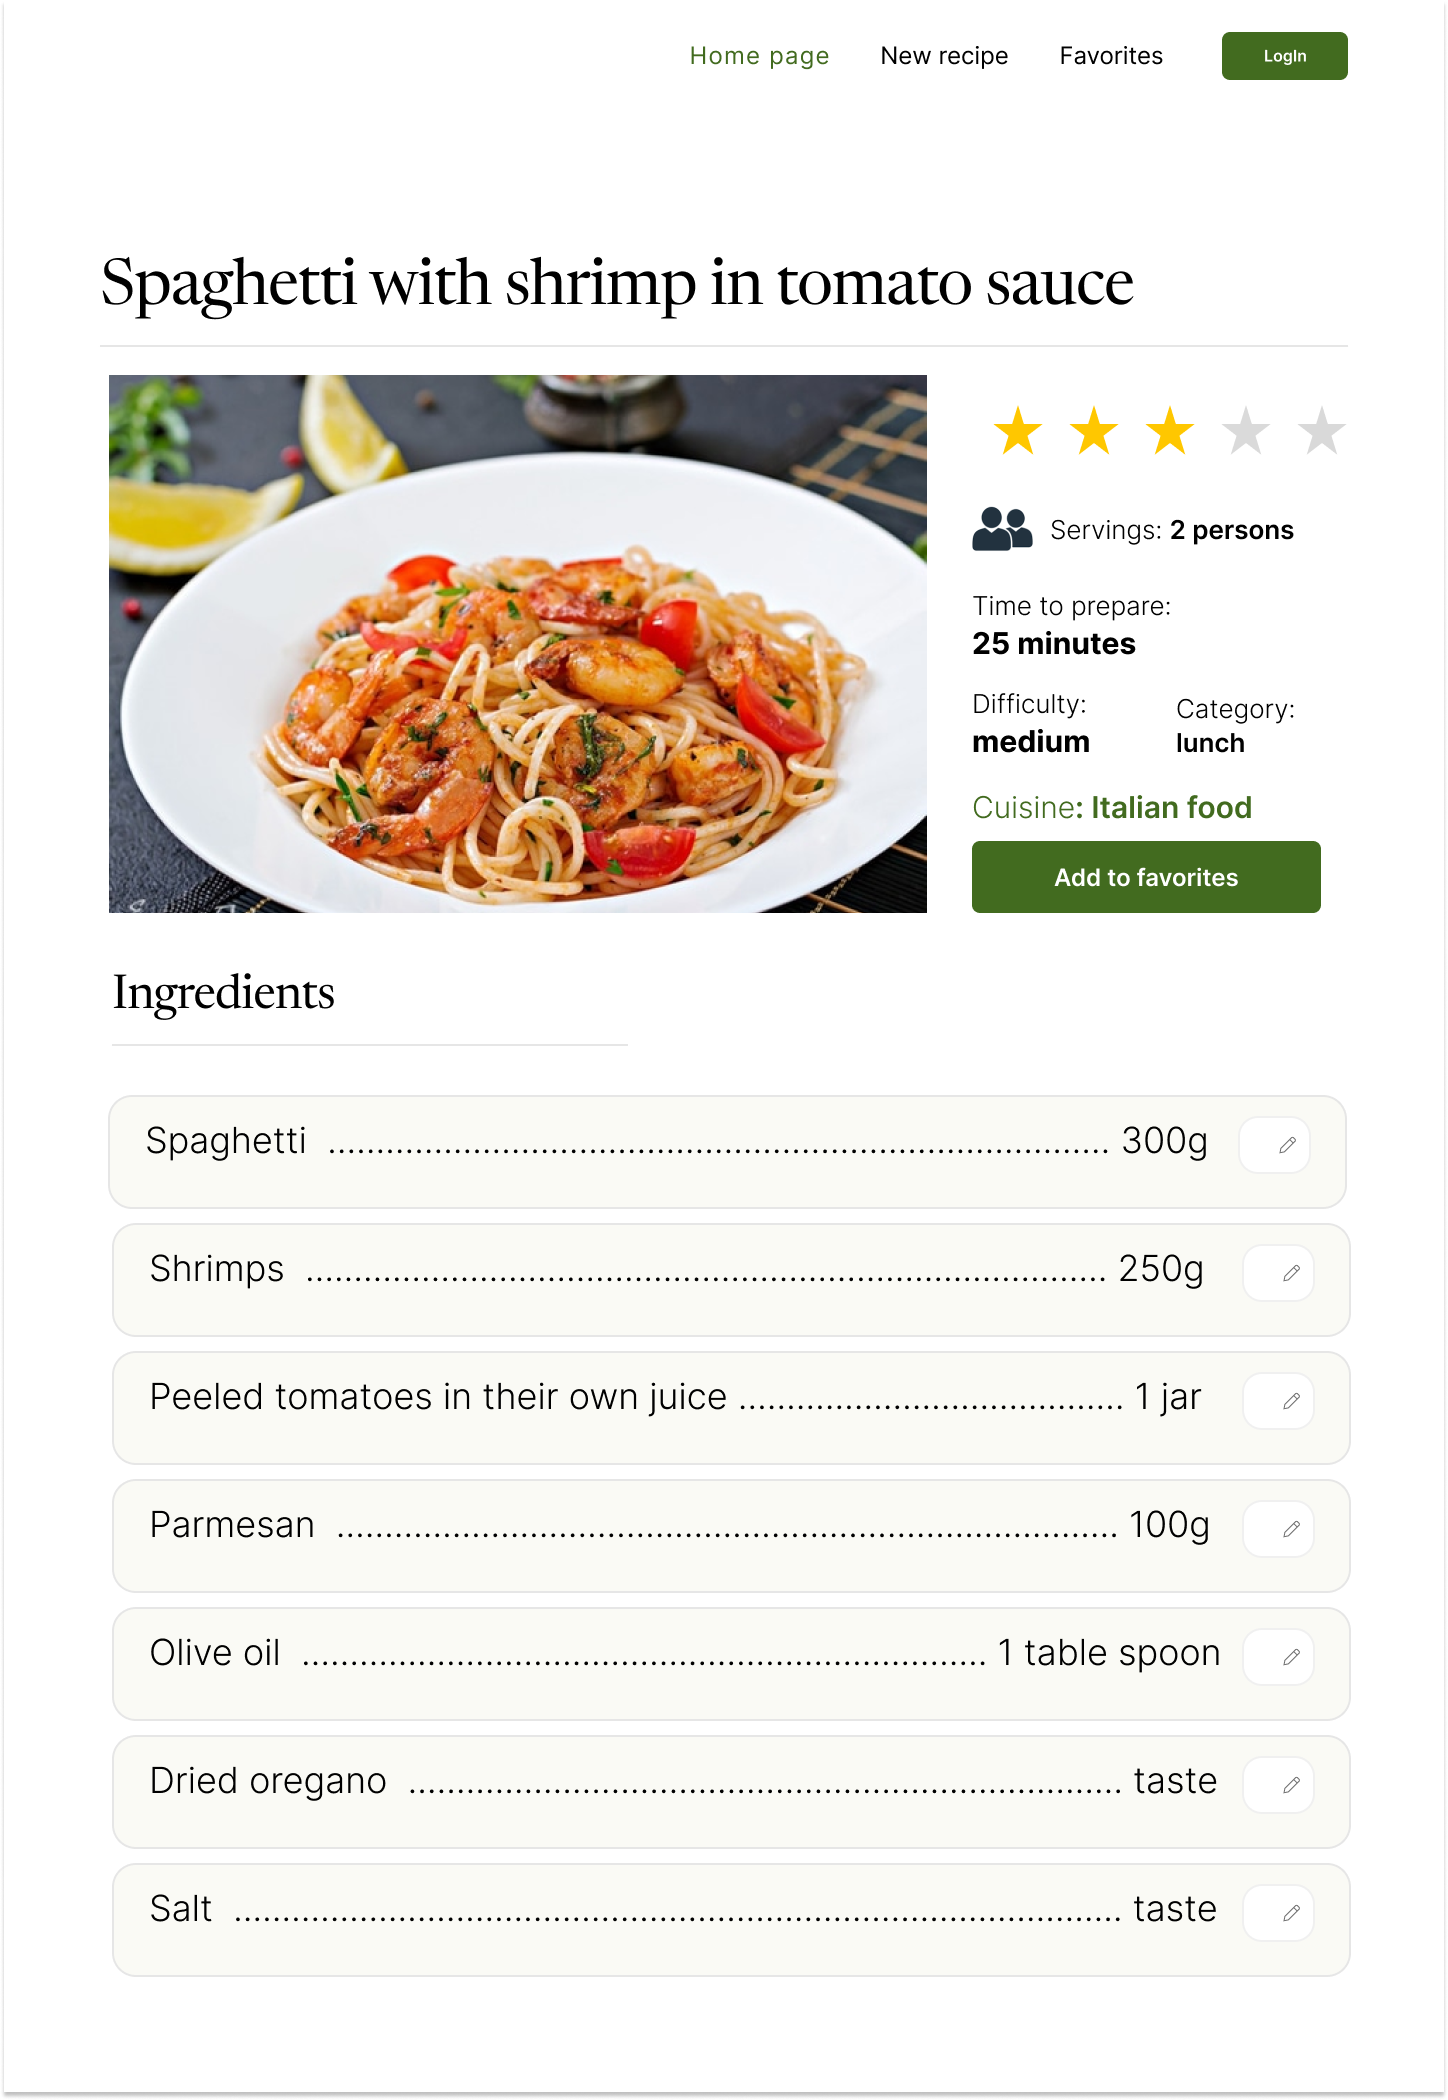 Home page New recipe Favorites LogIn
Spaghetti with shrimp in tomato sauce
Servings: 2 persons
Time to prepare:
25 minutes
Difficulty:
medium
Category:
lunch
Cuisine: Italian food
Add to favorites
Ingredients
Spaghetti ................................................................................. 300g
Shrimps ................................................................................... 250g
Peeled tomatoes in their own juice ........................................ 1 jar
Parmesan ................................................................................. 100g
Olive oil ....................................................................... 1 table spoon
Dried oregano .......................................................................... taste
Salt ............................................................................................ taste